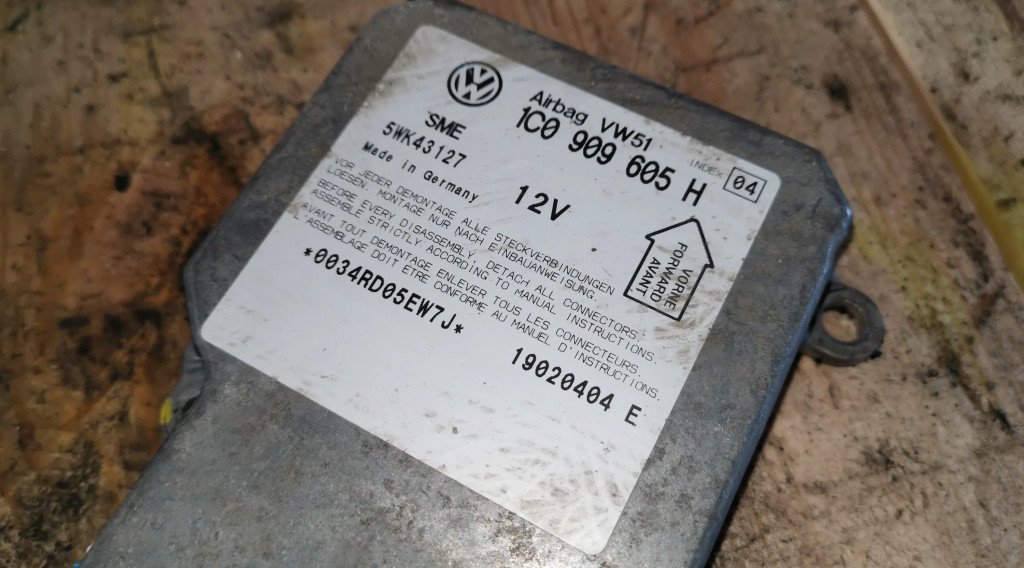 Airbag VW51
1C0 909 605 H
INDEX 04
SME
5WK43127
Made in Germany
12V
VOR JEDER DEMONTAGE ALLE STECKVERBINDUNGEN
LOESEN. MONTAGE NUR NACH EINBAUANWEISUNG.
BEFORE EVERY DISASSEMBLY, DETACH ALL CONNECTORS.
ASSEMBLE STRICTLY ACCORDING TO MANUAL INSTRUCTIONS.
AVANT TOUT DEMONTAGE ENLEVER TOUS LES CONNECTEURS.
L'ASSEMBLAGE DOIT ETRE CONFORME AU MANUEL D'INSTRUCTIONS.
VORNE
FORWARD
AVANT
*0034RD05EW7J*
19020404 E